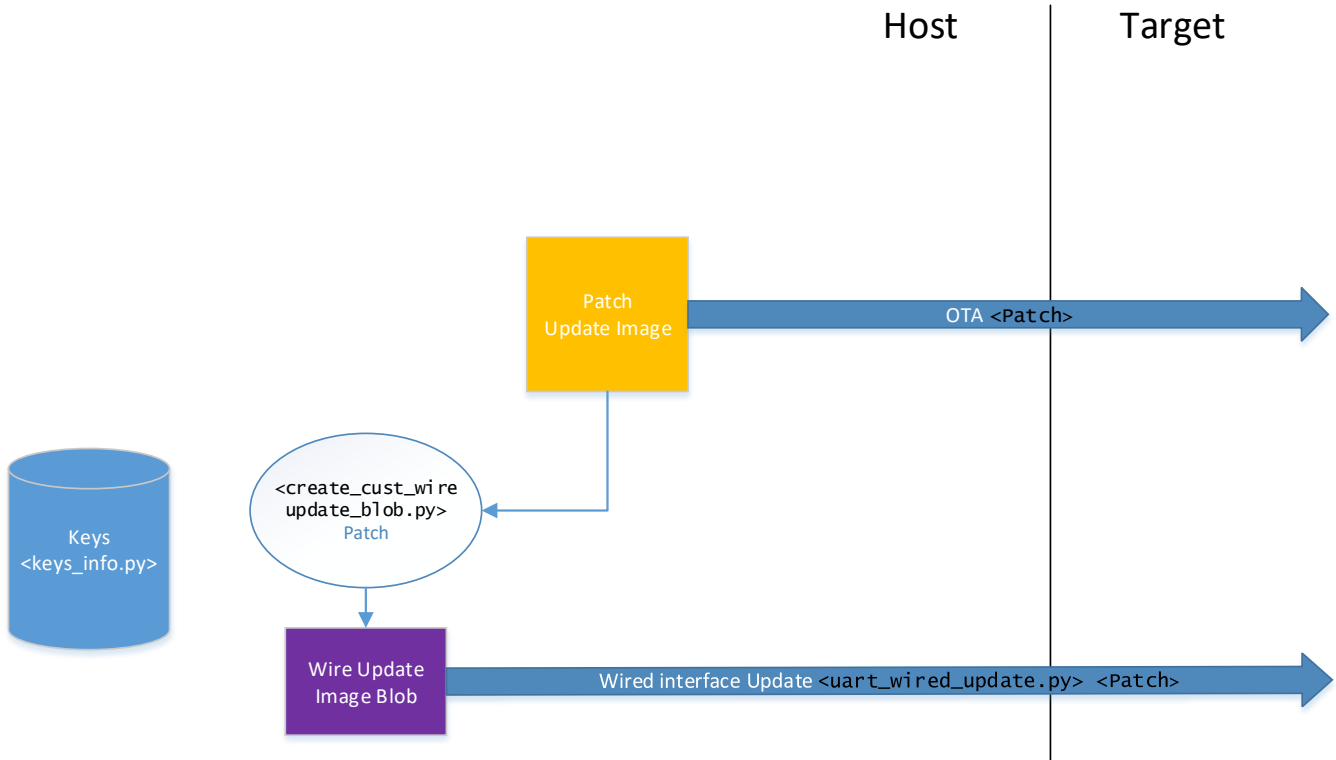 Host
Target
Patch
Update Image
OTA <Patch>
<create_cust_wire
update_blob.py>
Patch
Keys
<keys_info.py>
Wire Update
Image Blob
Wired interface Update <uart_wired_update.py> <Patch>